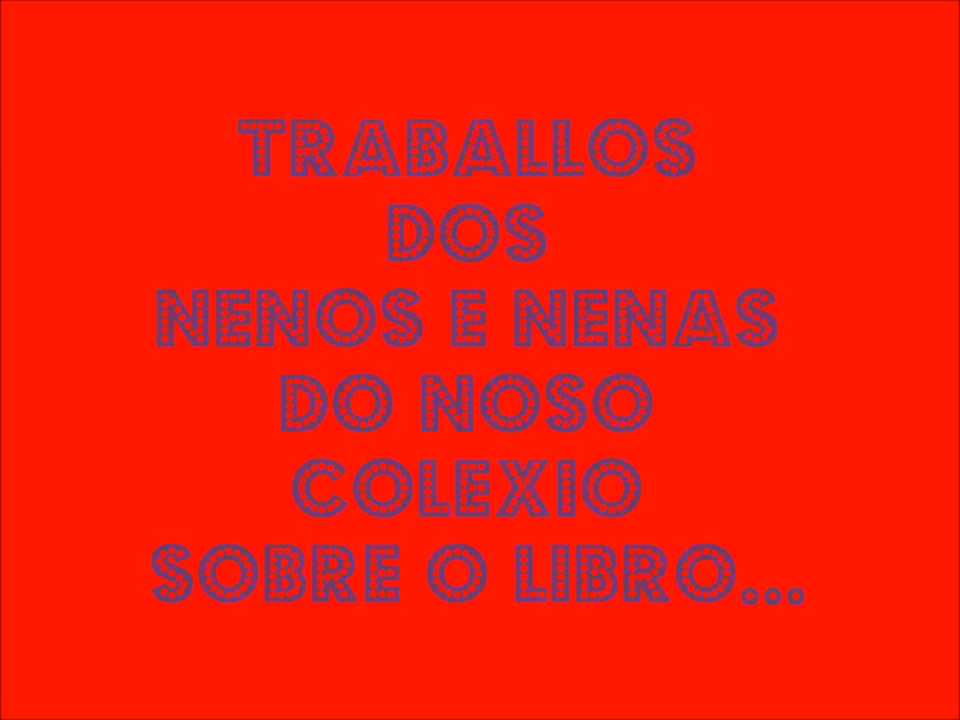 TRABALLOS
DOS
NENOS E NENAS
DO NOSO
COLEXIO
SOBRE O LIBRO...